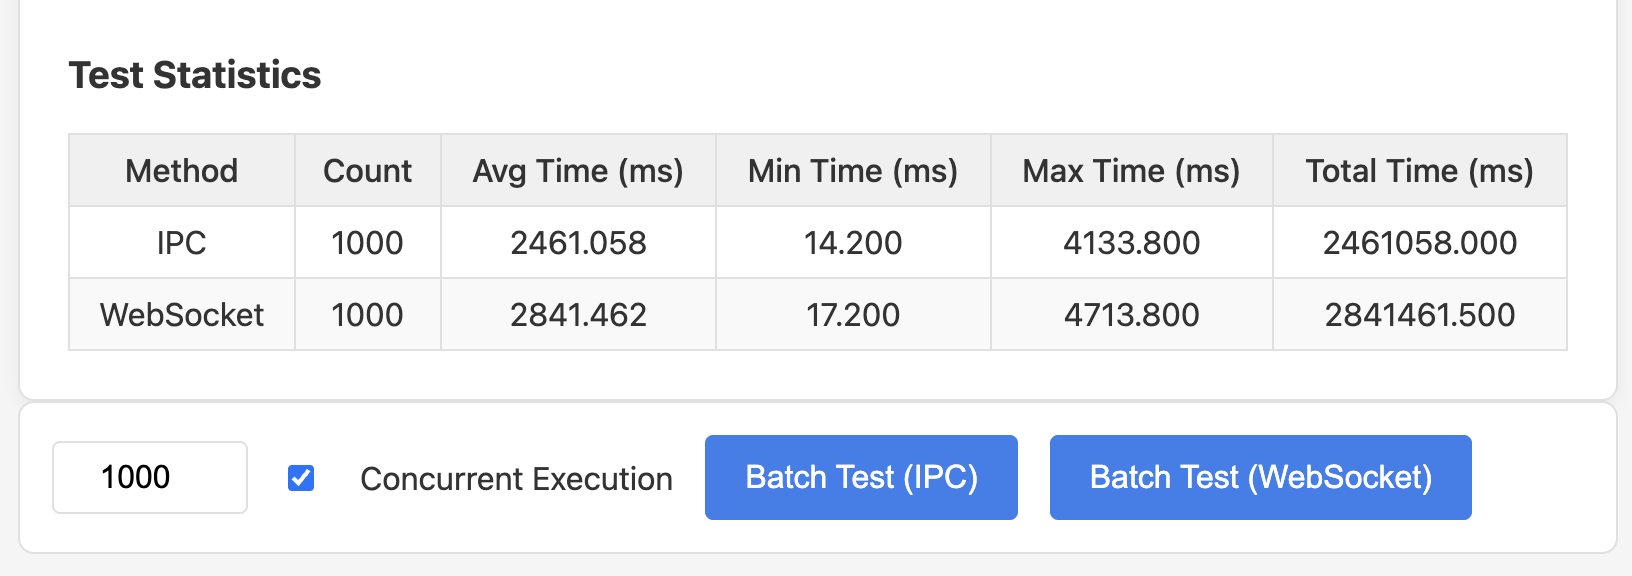 Test Statistics
Method Count Avg Time (ms) Min Time (ms) Max Time (ms) Total Time (ms)
IPC 1000 2461.058 14.200 4133.800 2461058.000
WebSocket 1000 2841.462 17.200 4713.800 2841461.500
1000 Concurrent Execution Batch Test (IPC) Batch Test (WebSocket)